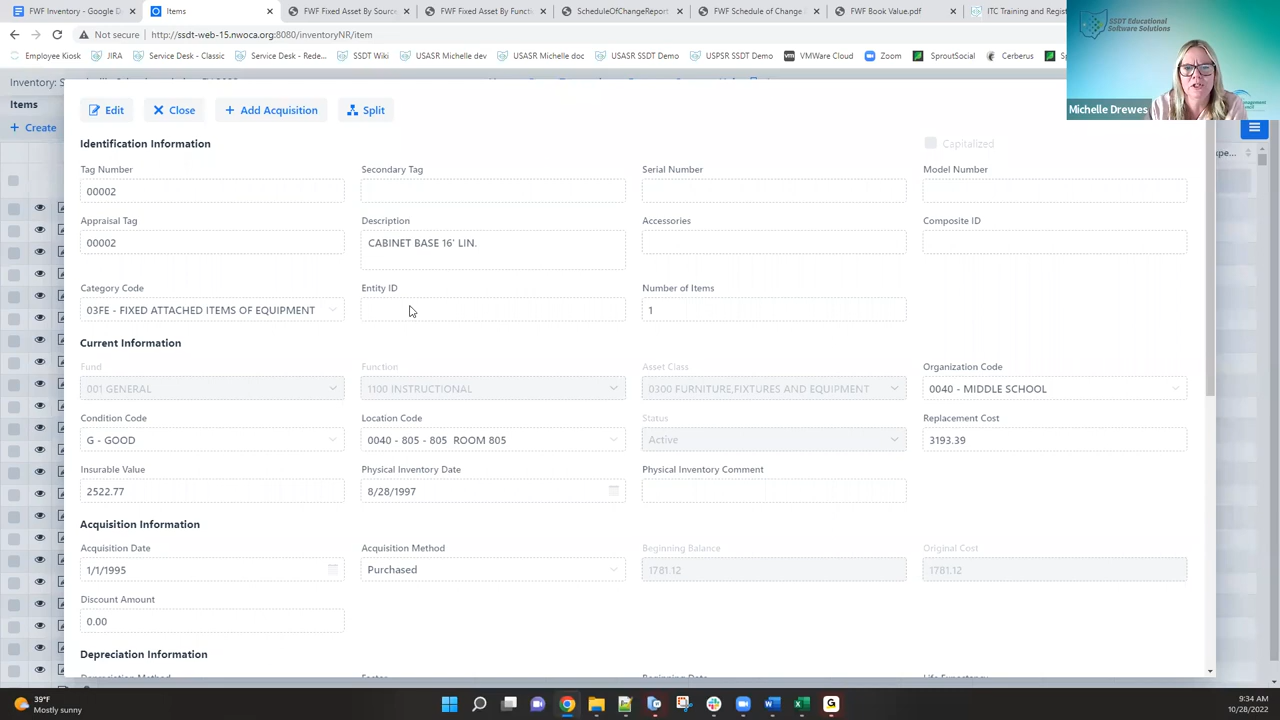 FWF Inventory - Google D
Items
FWF Fixed Asset By Source
FWF Fixed Asset By Functi
ScheduleOfChangeReport
FWF Schedule of Change
FWF Book Value.pdf
ITC Training and
Not secure http://ssdt-web-15.nwoca.org:8080/inventoryNR/item
Employee Kiosk JIRA Service Desk - Classic Service Desk - Rede... SSDT Wiki USASR Michelle dev USASR Michelle doc USASR SSDT Demo USPSR SSDT Demo VMWare Cloud Zoom SproutSocial Cerberus
SSDT Educational
Software Solutions
Michelle Drewes
Items
Create
Edit Close Add Acquisition Split
Identification Information
Capitalized
Tag Number Secondary Tag Serial Number Model Number
00002
Appraisal Tag Description Accessories Composite ID
00002 CABINET BASE 16' LIN.
Category Code Entity ID Number of Items
03FE - FIXED ATTACHED ITEMS OF EQUIPMENT 1
Current Information
Fund Function Asset Class Organization Code
001 GENERAL 1100 INSTRUCTIONAL 0300 FURNITURE,FIXTURES AND EQUIPMENT 0040 - MIDDLE SCHOOL
Condition Code Location Code Status Replacement Cost
G - GOOD 0040 - 805 - 805 ROOM 805 Active 3193.39
Insurable Value Physical Inventory Date Physical Inventory Comment
2522.77 8/28/1997
Acquisition Information
Acquisition Date Acquisition Method Beginning Balance Original Cost
1/1/1995 Purchased 1781.12 1781.12
Discount Amount
0.00
Depreciation Information
39°F
Mostly sunny
9:34 AM
10/28/2022